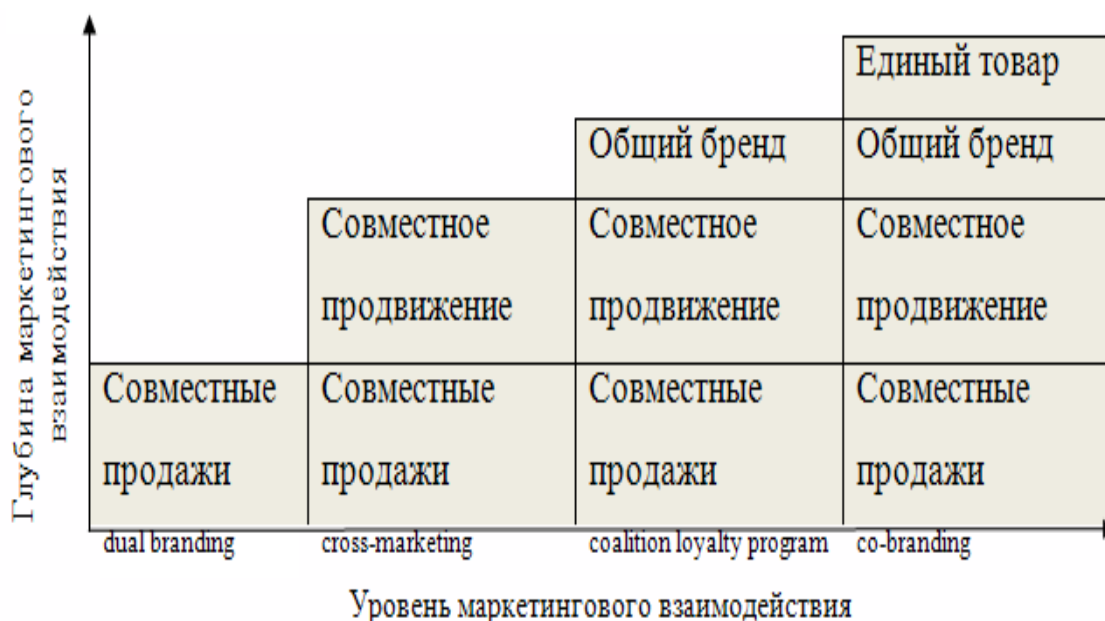 Глубина маркетингового
взаимодействия
Единый товар
Общий бренд
Общий бренд
Совместное
продвижение
Совместное
продвижение
Совместное
продвижение
Совместные
продажи
Совместные
продажи
Совместные
продажи
Совместные
продажи
dual branding
cross-marketing
coalition loyalty program
co-branding
Уровень маркетингового взаимодействия